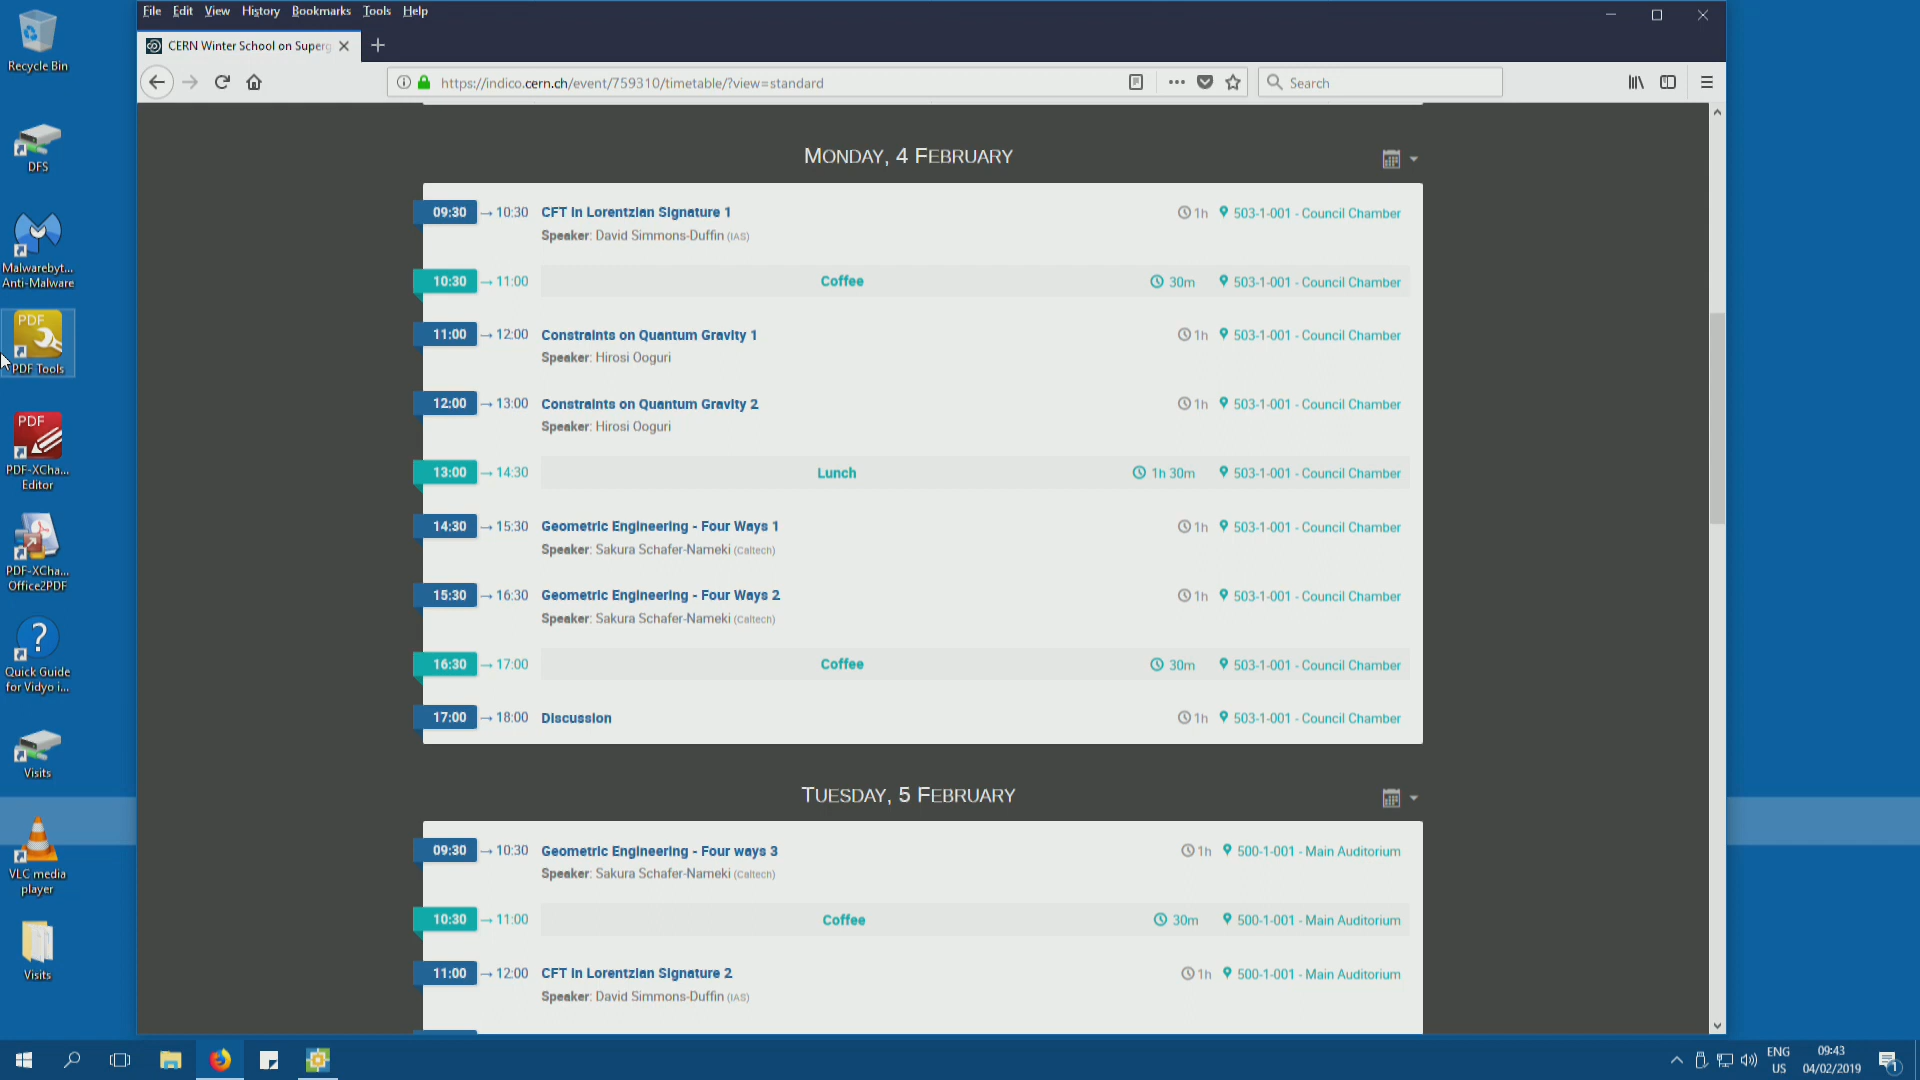 File Edit View History Bookmarks Tools Help
CERN Winter School on Superg
https://indico.cern.ch/event/759310/timetable/?view=standard
Search
Recycle Bin
DFS
Malwarebyt...
Anti-Malware
PDF
PDF Tools
PDF
PDF-XCha...
Editor
PDF-XCha...
Office2PDF
Quick Guide
for Vidyo i...
Visits
VLC media
player
Visits
MONDAY, 4 FEBRUARY
09:30 → 10:30 CFT in Lorentzian Signature 1 1h 503-1-001 - Council Chamber
Speaker: David Simmons-Duffin (IAS)
10:30 → 11:00 Coffee 30m 503-1-001 - Council Chamber
11:00 → 12:00 Constraints on Quantum Gravity 1 1h 503-1-001 - Council Chamber
Speaker: Hirosi Ooguri
12:00 → 13:00 Constraints on Quantum Gravity 2 1h 503-1-001 - Council Chamber
Speaker: Hirosi Ooguri
13:00 → 14:30 Lunch 1h 30m 503-1-001 - Council Chamber
14:30 → 15:30 Geometric Engineering - Four Ways 1 1h 503-1-001 - Council Chamber
Speaker: Sakura Schafer-Nameki (Caltech)
15:30 → 16:30 Geometric Engineering - Four Ways 2 1h 503-1-001 - Council Chamber
Speaker: Sakura Schafer-Nameki (Caltech)
16:30 → 17:00 Coffee 30m 503-1-001 - Council Chamber
17:00 → 18:00 Discussion 1h 503-1-001 - Council Chamber
TUESDAY, 5 FEBRUARY
09:30 → 10:30 Geometric Engineering - Four ways 3 1h 500-1-001 - Main Auditorium
Speaker: Sakura Schafer-Nameki (Caltech)
10:30 → 11:00 Coffee 30m 500-1-001 - Main Auditorium
11:00 → 12:00 CFT in Lorentzian Signature 2 1h 500-1-001 - Main Auditorium
Speaker: David Simmons-Duffin (IAS)
ENG
US
09:43
04/02/2019
1